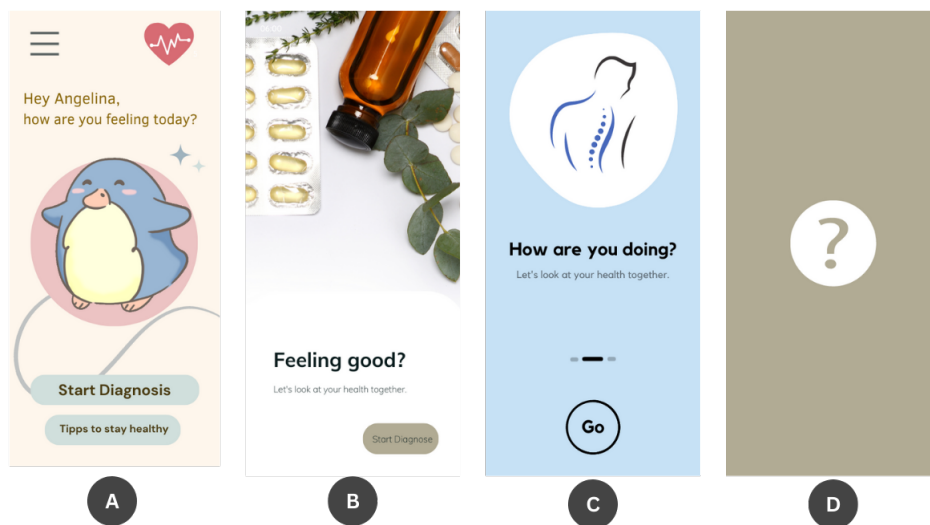 Hey Angelina,
how are you feeling today?
Start Diagnosis
Tipps to stay healthy
A
Feeling good?
Let's look at your health together.
Start Diagnose
B
How are you doing?
Let's look at your health together.
Go
C
?
D